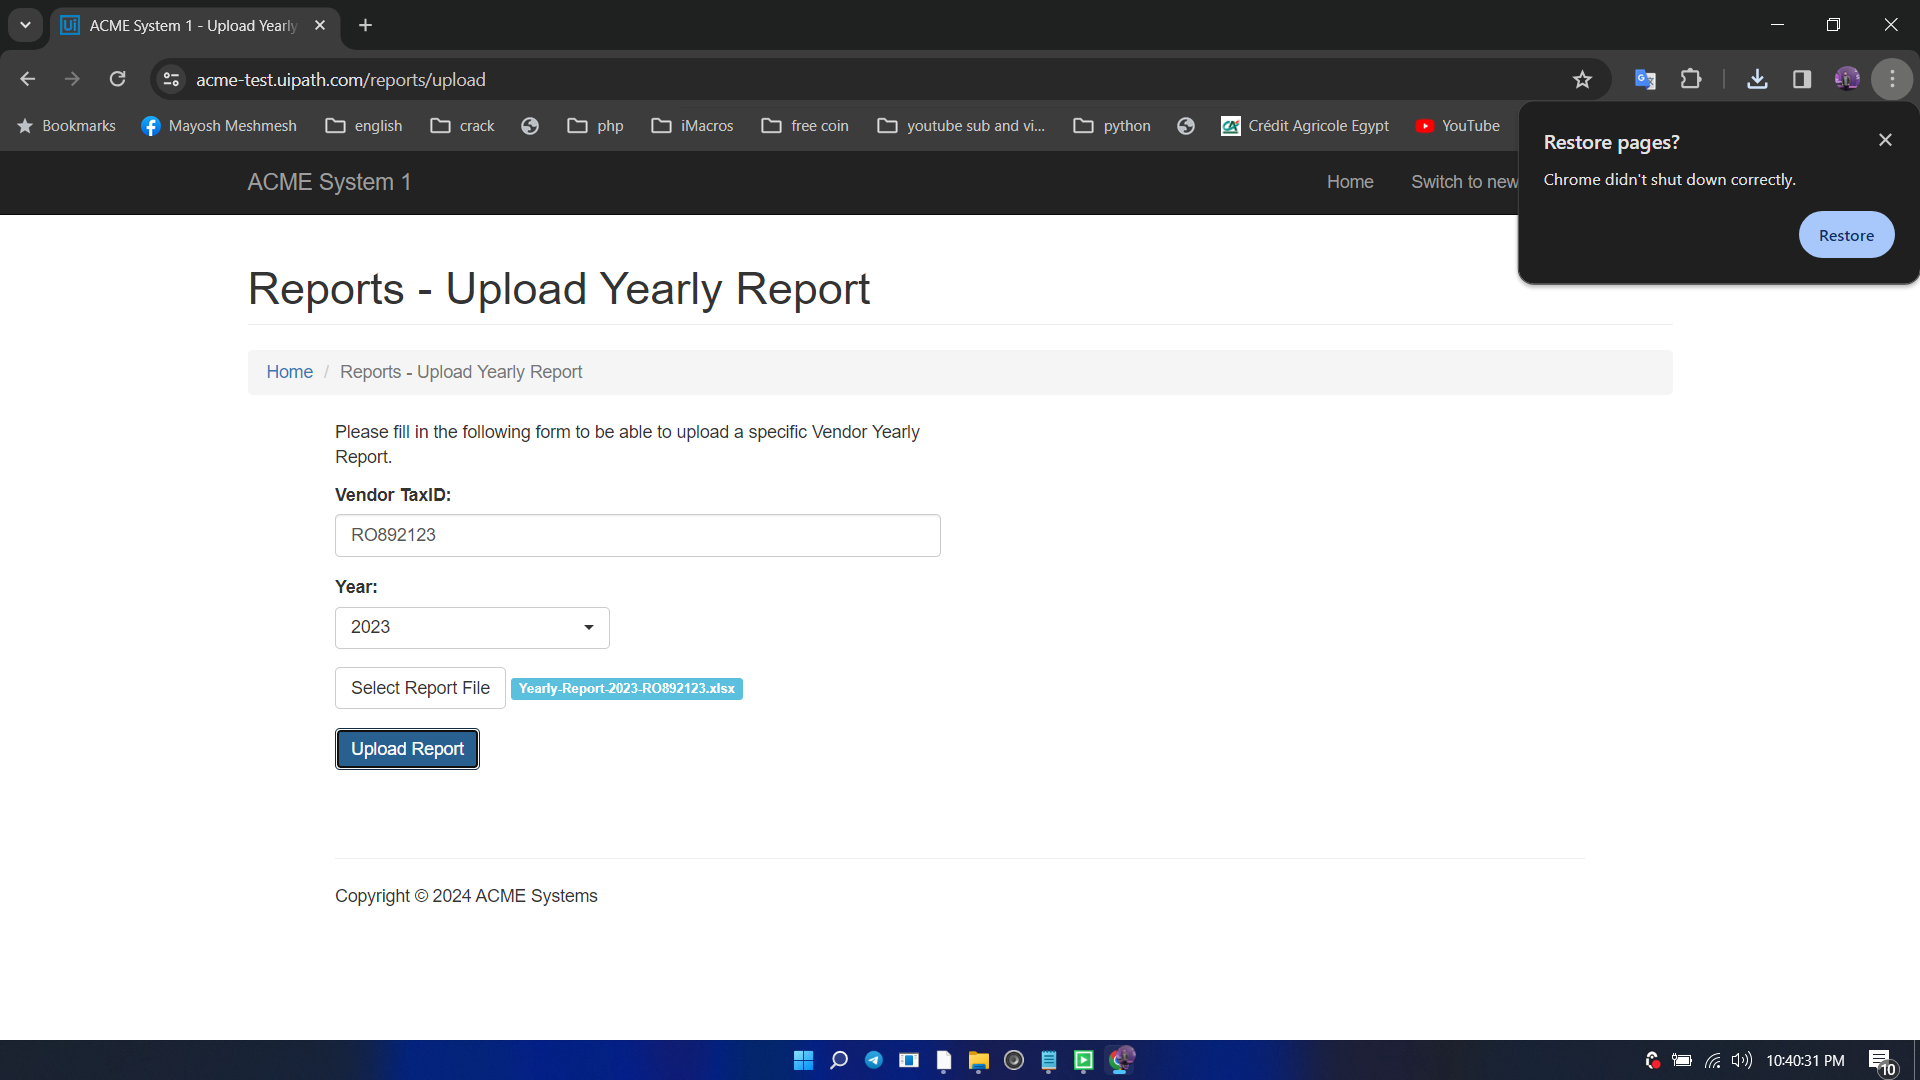 ACME System 1 - Upload Yearly
acme-test.uipath.com/reports/upload
Bookmarks
Mayosh Meshmesh
english
crack
php
iMacros
free coin
youtube sub and vi...
python
Crédit Agricole Egypt
YouTube
Restore pages?
Chrome didn't shut down correctly.
Restore
ACME System 1
Home
Switch to new
Reports - Upload Yearly Report
Home / Reports - Upload Yearly Report
Please fill in the following form to be able to upload a specific Vendor Yearly
Report.
Vendor TaxID:
RO892123
Year:
2023
Select Report File
Yearly-Report-2023-RO892123.xlsx
Upload Report
Copyright © 2024 ACME Systems
10:40:31 PM
10